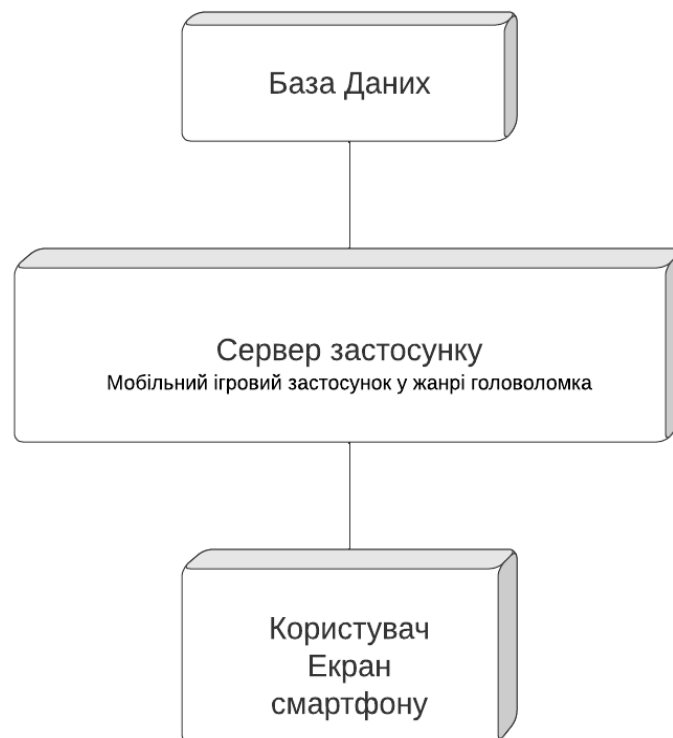 База Даних
Сервер застосунку
Мобільний ігровий застосунок у жанрі головоломка
Користувач
Екран
смартфону